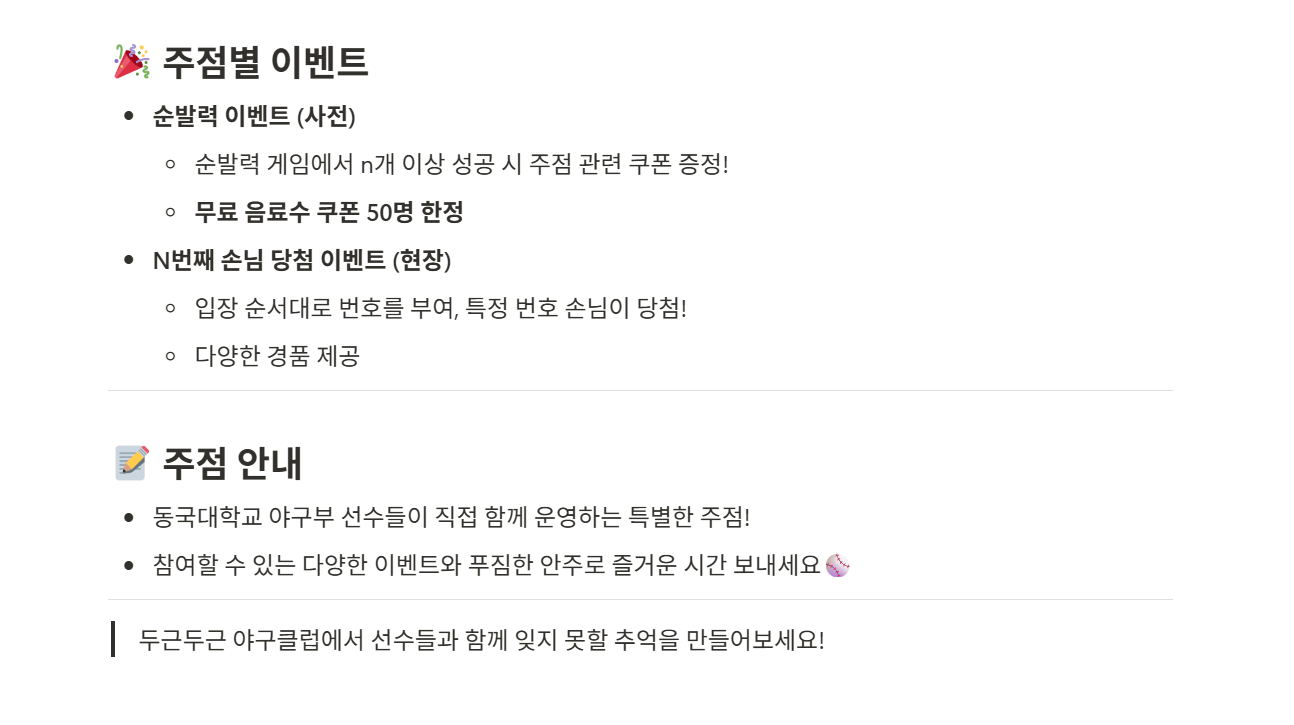 🎉 주점별 이벤트
• 순발력 이벤트 (사전)
◦ 순발력 게임에서 n개 이상 성공 시 주점 관련 쿠폰 증정!
◦ 무료 음료수 쿠폰 50명 한정
• N번째 손님 당첨 이벤트 (현장)
◦ 입장 순서대로 번호를 부여, 특정 번호 손님이 당첨!
◦ 다양한 경품 제공
📝 주점 안내
• 동국대학교 야구부 선수들이 직접 함께 운영하는 특별한 주점!
• 참여할 수 있는 다양한 이벤트와 푸짐한 안주로 즐거운 시간 보내세요⚾
두근두근 야구클럽에서 선수들과 함께 잊지 못할 추억을 만들어보세요!